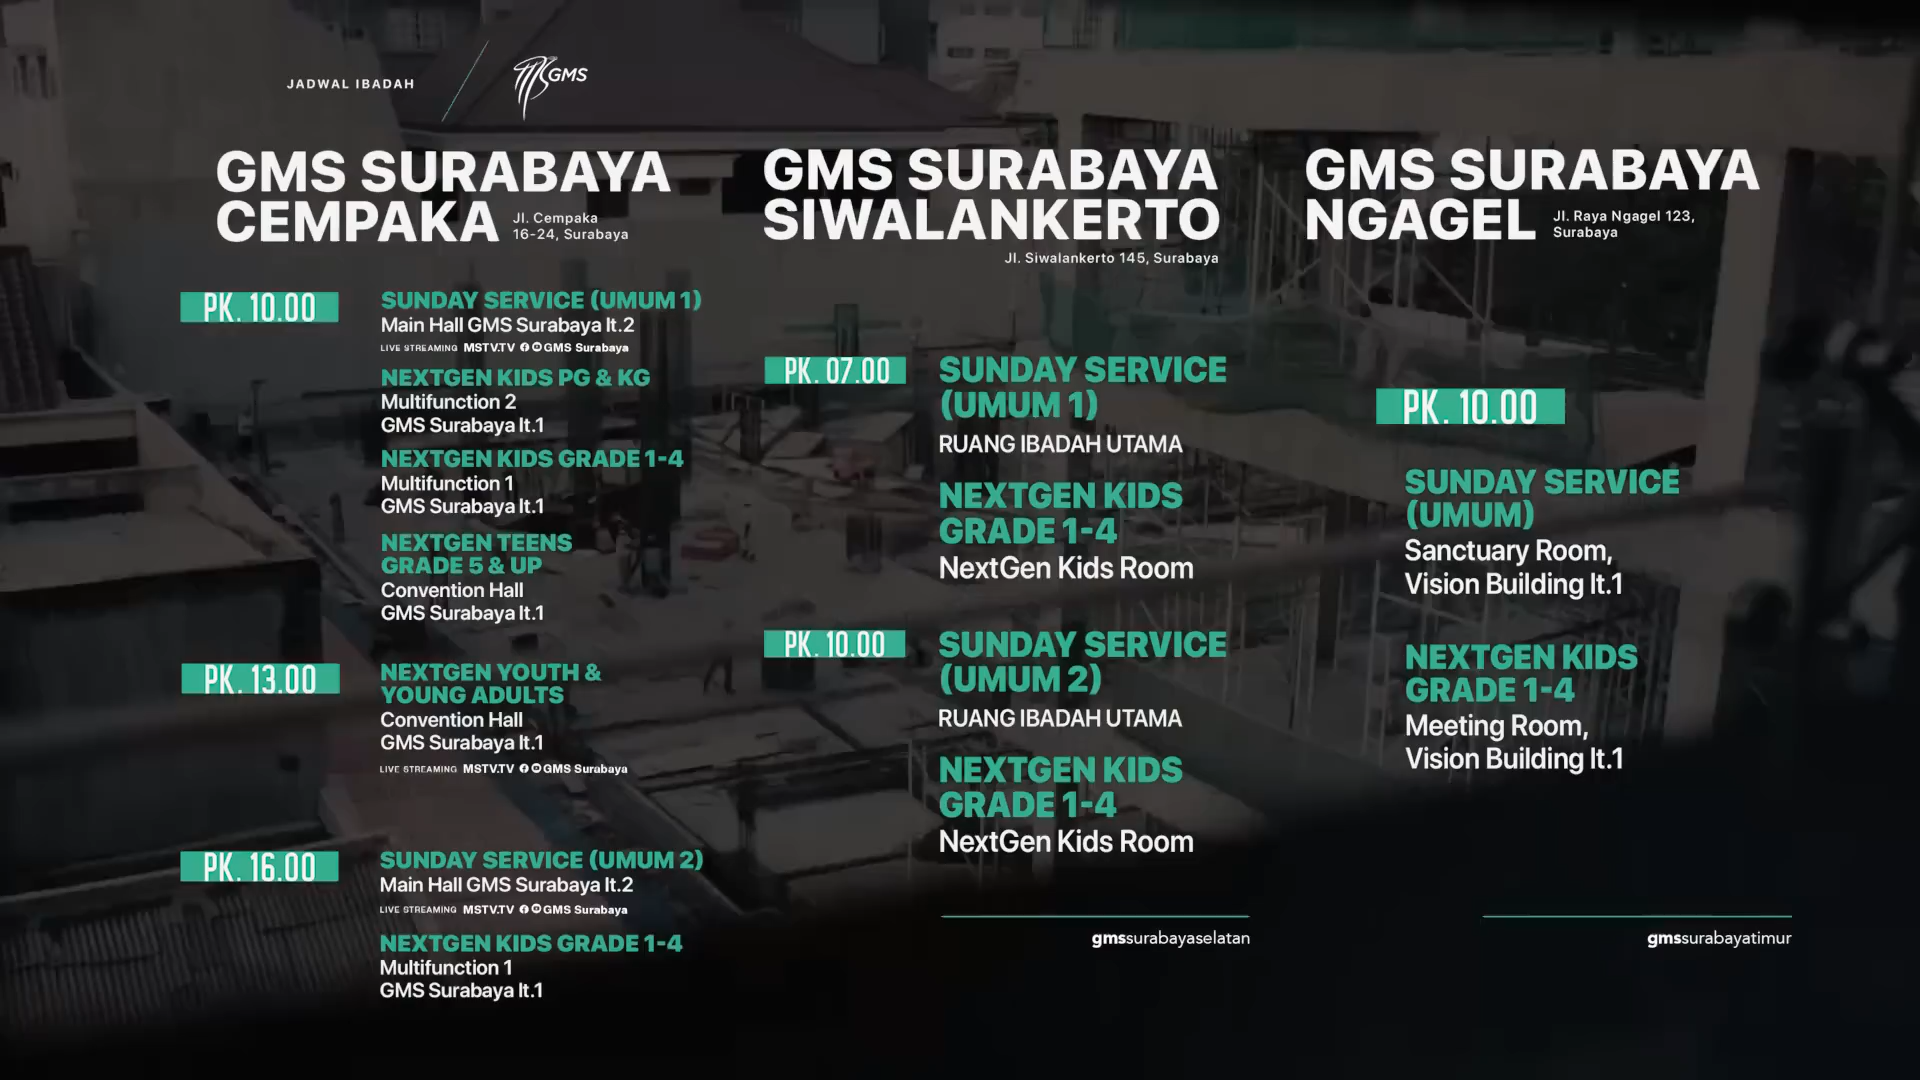 JADWAL IBADAH
GMS
GMS SURABAYA
CEMPAKA
Jl. Cempaka
16-24, Surabaya
PK. 10.00
SUNDAY SERVICE (UMUM 1)
Main Hall GMS Surabaya lt.2
LIVE STREAMING MSTV.TV GMS Surabaya
NEXTGEN KIDS PG & KG
Multifunction 2
GMS Surabaya lt.1
NEXTGEN KIDS GRADE 1-4
Multifunction 1
GMS Surabaya lt.1
NEXTGEN TEENS
GRADE 5 & UP
Convention Hall
GMS Surabaya lt.1
PK. 13.00
NEXTGEN YOUTH &
YOUNG ADULTS
Convention Hall
GMS Surabaya lt.1
LIVE STREAMING MSTV.TV GMS Surabaya
PK. 16.00
SUNDAY SERVICE (UMUM 2)
Main Hall GMS Surabaya lt.2
LIVE STREAMING MSTV.TV GMS Surabaya
NEXTGEN KIDS GRADE 1-4
Multifunction 1
GMS Surabaya lt.1
GMS SURABAYA
SIWALANKERTO
Jl. Siwalankerto 145, Surabaya
PK. 07.00
SUNDAY SERVICE
(UMUM 1)
RUANG IBADAH UTAMA
NEXTGEN KIDS
GRADE 1-4
NextGen Kids Room
PK. 10.00
SUNDAY SERVICE
(UMUM 2)
RUANG IBADAH UTAMA
NEXTGEN KIDS
GRADE 1-4
NextGen Kids Room
gmssurabayaselatan
GMS SURABAYA
NGAGEL
Jl. Raya Ngagel 123,
Surabaya
PK. 10.00
SUNDAY SERVICE
(UMUM)
Sanctuary Room,
Vision Building lt.1
NEXTGEN KIDS
GRADE 1-4
Meeting Room,
Vision Building lt.1
gmssurabayatimur